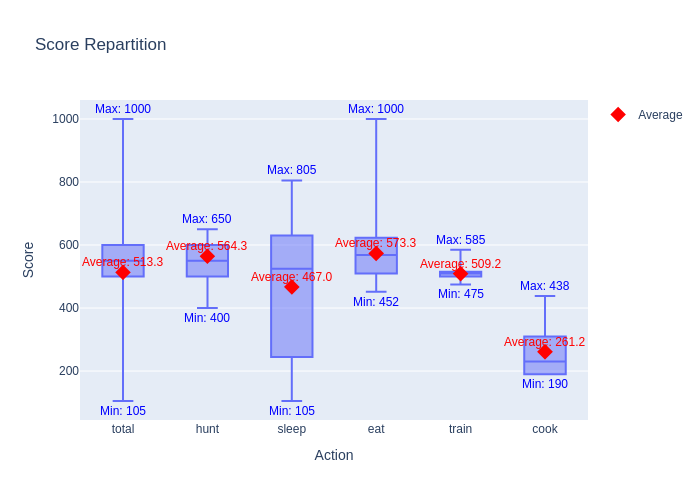 Score Repartition
Max: 1000
Max: 1000
Average
1000
Max: 805
800
Max: 650
Max: 585
600
Average: 513.3
Average: 564.3
Average: 467.0
Average: 573.3
Average: 509.2
Score
Min: 452
Min: 475
Max: 438
400
Min: 400
Average: 261.2
200
Min: 190
Min: 105
Min: 105
total
hunt
sleep
eat
train
cook
Action